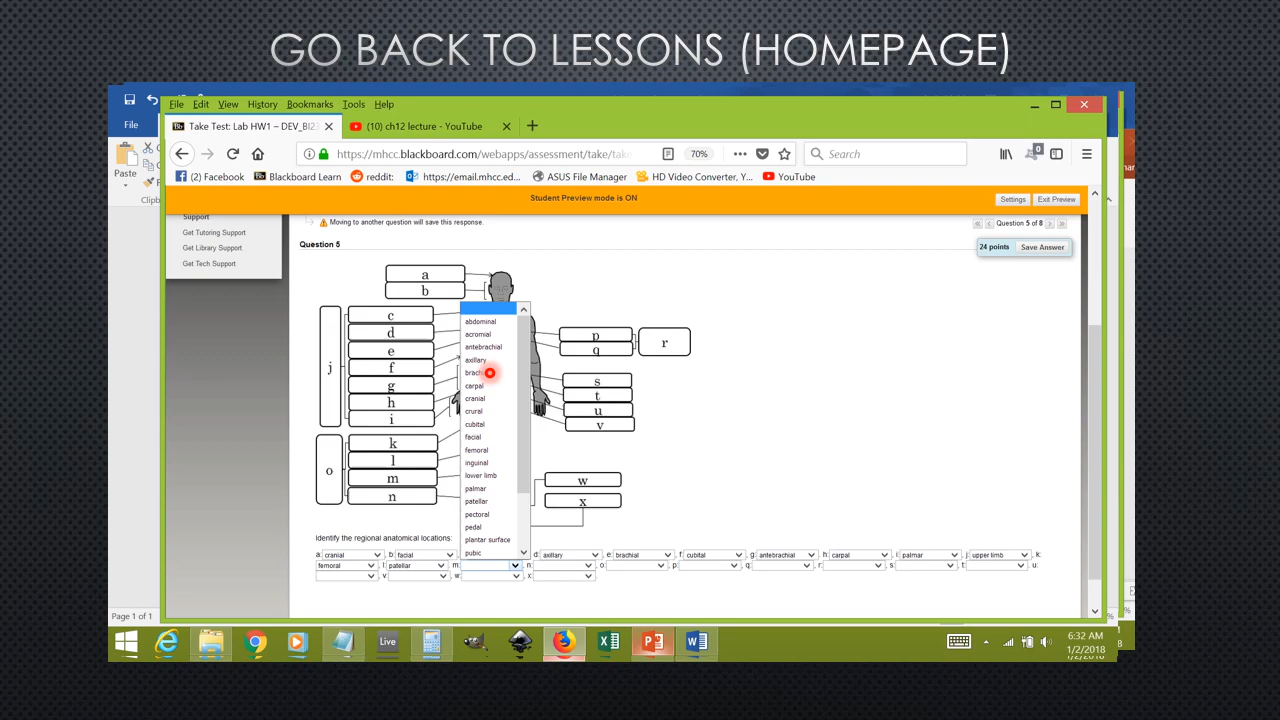 GO BACK TO LESSONS (HOMEPAGE)
File Edit View History Bookmarks Tools Help
File
Take Test: Lab HW1 – DEV_BI23
(10) ch12 lecture - YouTube
https://mhcc.blackboard.com/webapps/assessment/take/take
70%
Search
0
Paste
Clipb
(2) Facebook
Blackboard Learn
reddit:
https://email.mhcc.ed...
ASUS File Manager
HD Video Converter, Y...
YouTube
Student Preview mode is ON
Settings
Exit Preview
Support
Get Tutoring Support
Get Library Support
Get Tech Support
Moving to another question will save this response.
Question 5 of 8
Question 5
24 points
Save Answer
a
b
c
d
e
f
g
h
i
j
k
l
m
n
o
p
q
r
s
t
u
v
w
x
abdominal
acromial
antebrachial
axillary
brach
carpal
cranial
crural
cubital
facial
femoral
inguinal
lower limb
palmar
patellar
pectoral
pedal
plantar surface
pubic
Identify the regional anatomical locations:
a: cranial , b: facial , d: axillary , e: brachial , f: cubital , g: antebrachial , h: carpal , i: palmar , j: upper limb , k:
femoral , l: patellar , m: , n: , o: , p: , q: , r: , s: , t: , u:
, v: , w: , x:
Page 1 of 1
Live
6:32 AM
1/2/2018